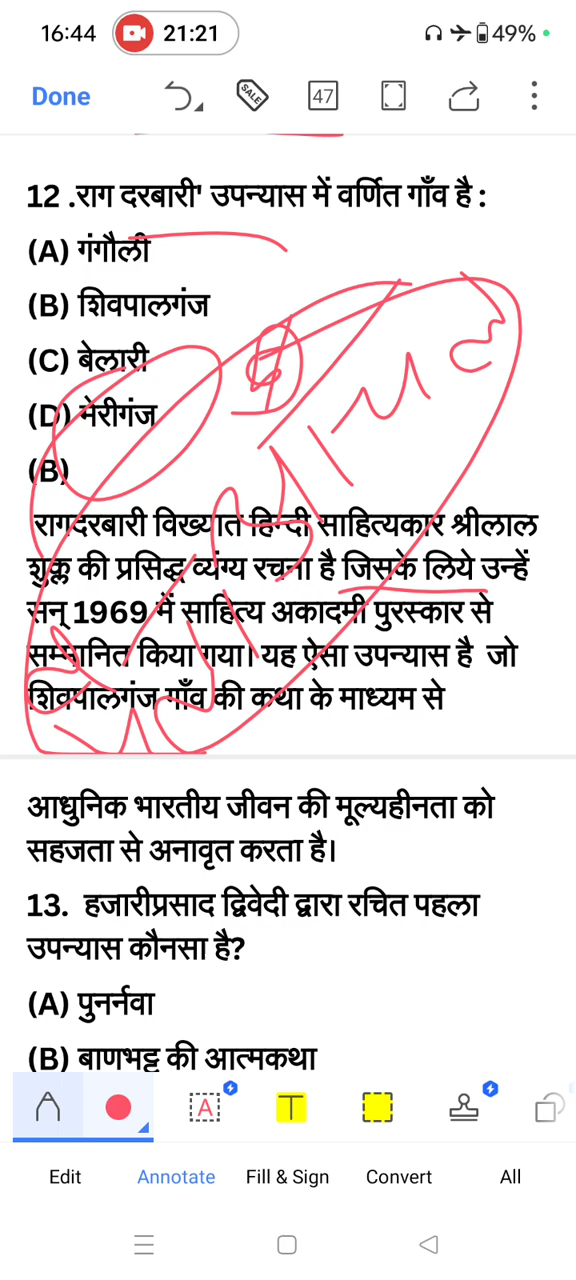 16:44 21:21 49%
Done SALE 47
12 .राग दरबारी' उपन्यास में वर्णित गाँव है :
(A) गंगौली
(B) शिवपालगंज
(C) बेलारी
(D) मेरीगंज
(B)
रागदरबारी विख्यात हिन्दी साहित्यकार श्रीलाल
शुक्ल की प्रसिद्ध व्यंग्य रचना है जिसके लिये उन्हें
सन् 1969 में साहित्य अकादमी पुरस्कार से
सम्मानित किया गया। यह ऐसा उपन्यास है जो
शिवपालगंज गाँव की कथा के माध्यम से
आधुनिक भारतीय जीवन की मूल्यहीनता को
सहजता से अनावृत करता है।
13. हजारीप्रसाद द्विवेदी द्वारा रचित पहला
उपन्यास कौनसा है?
(A) पुनर्नवा
(B) बाणभट्ट की आत्मकथा
A T
Edit Annotate Fill & Sign Convert All